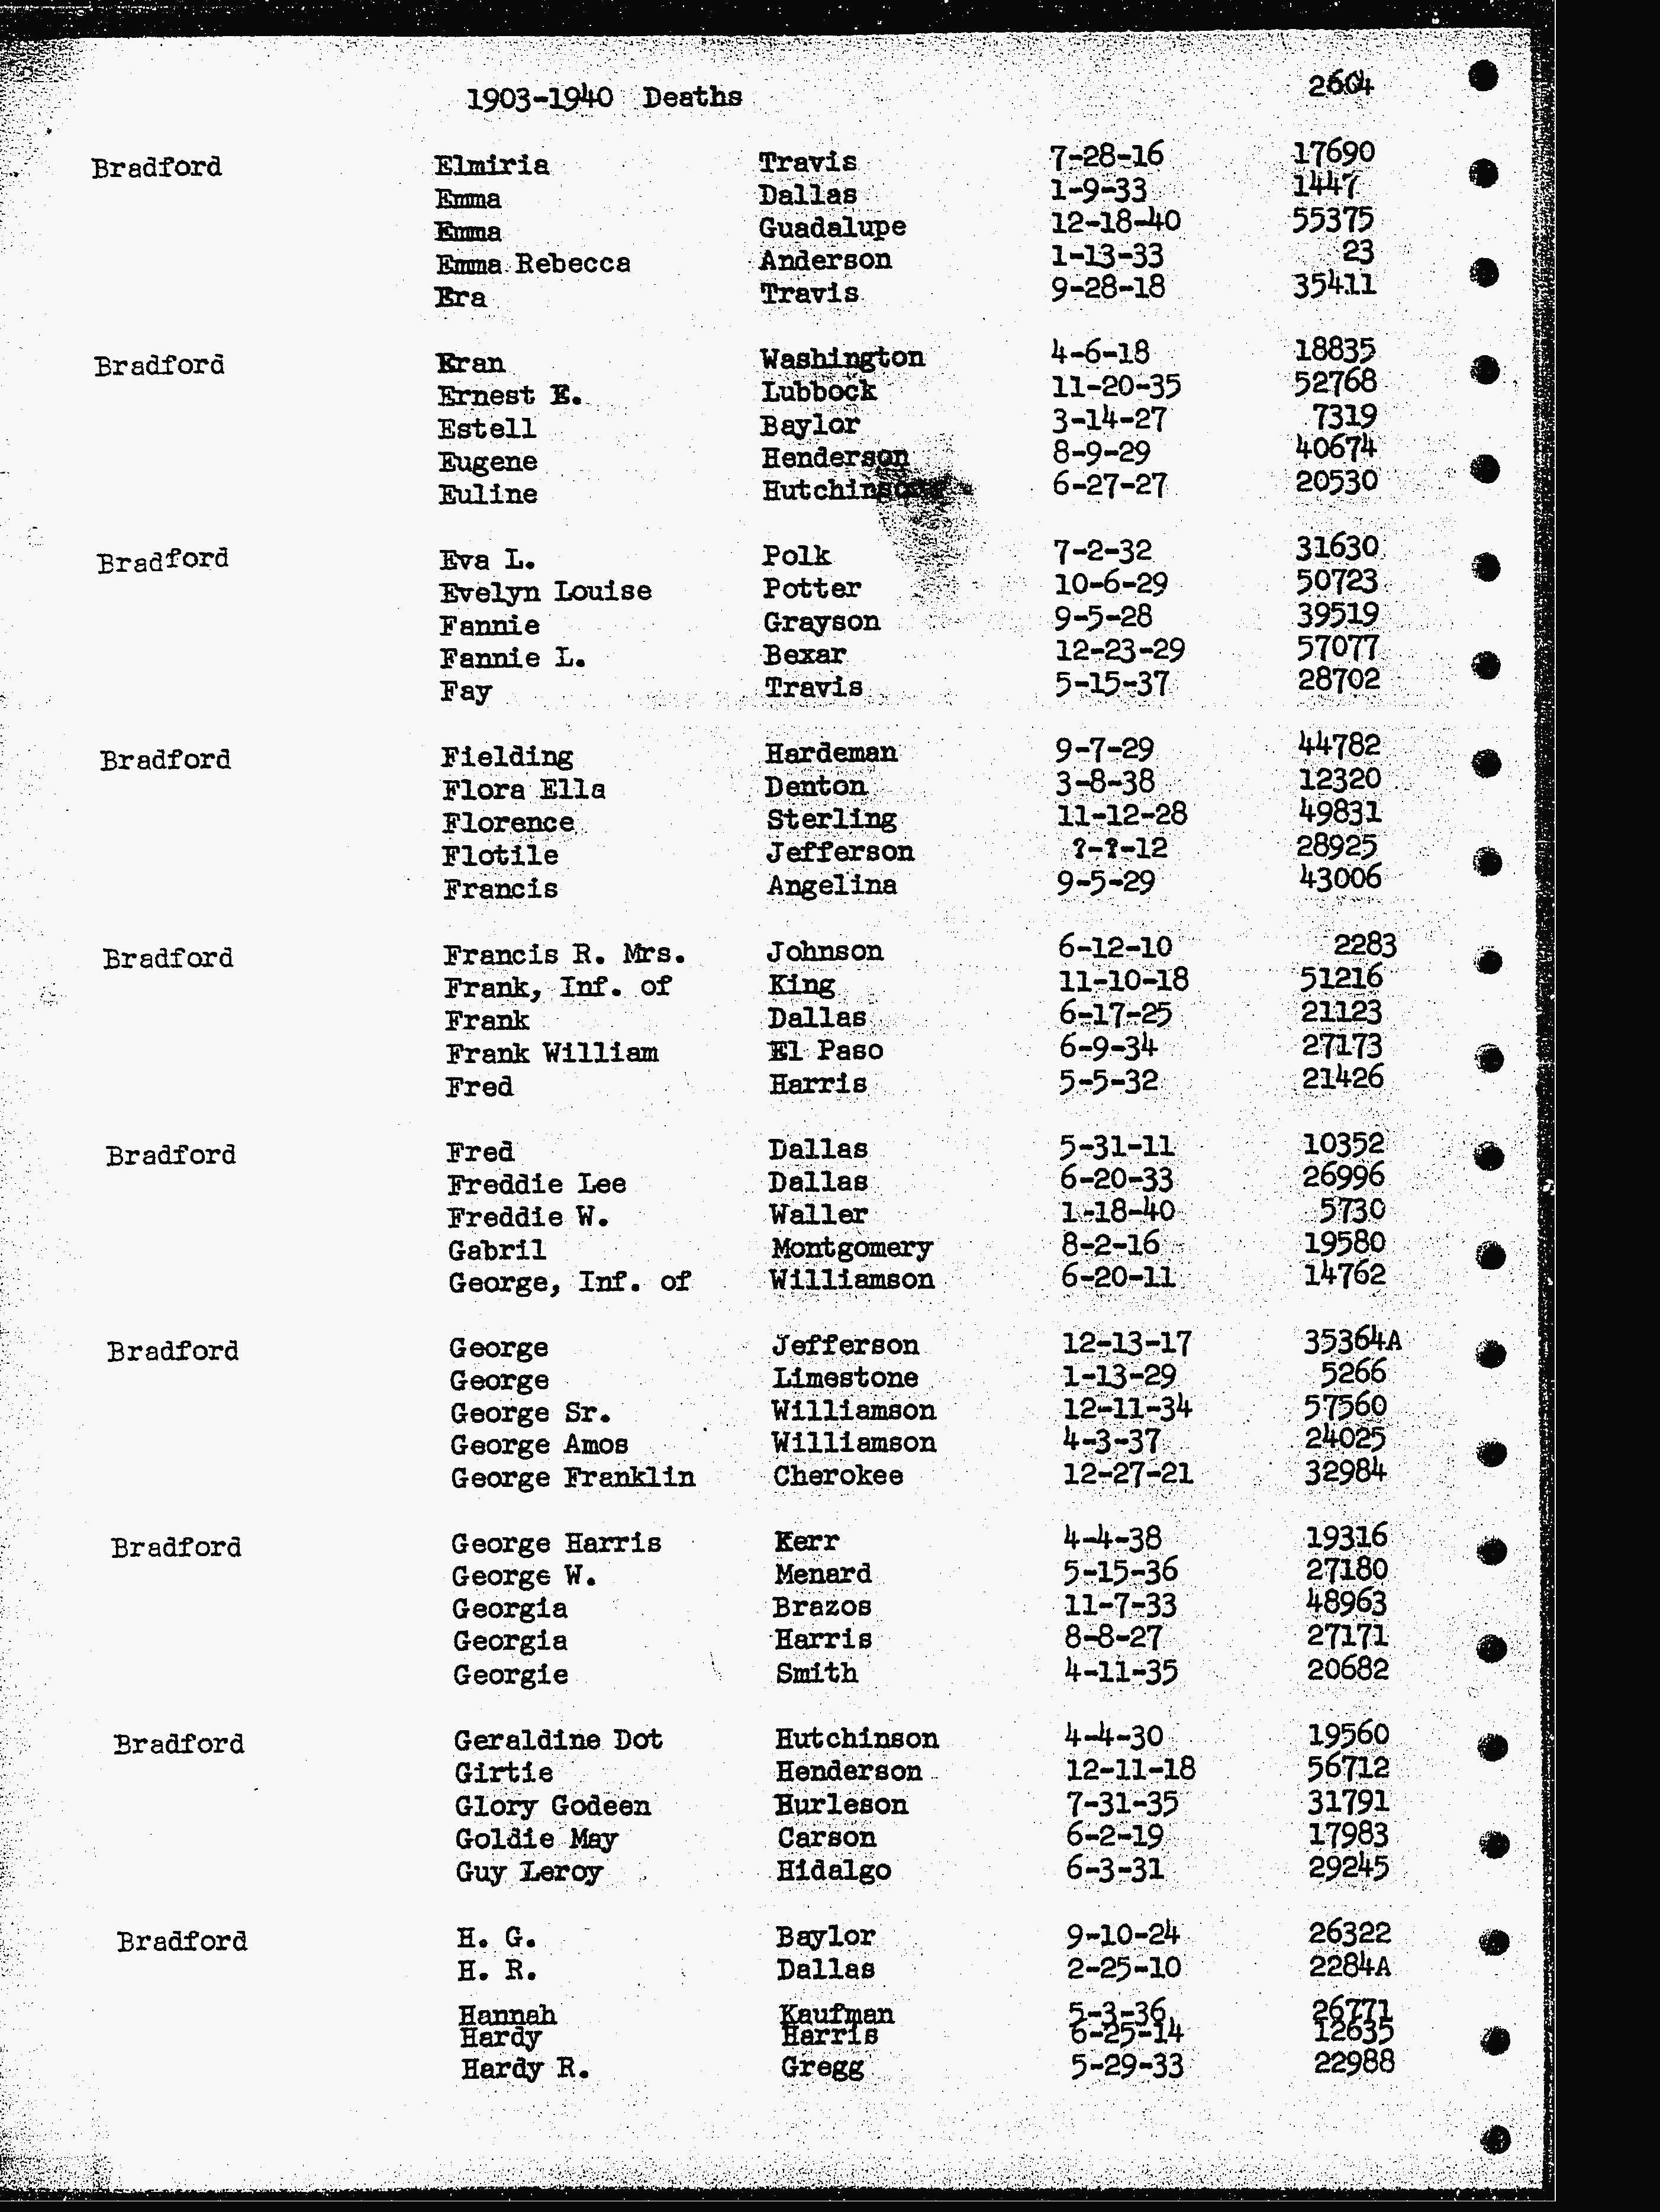 1903-1940 Deaths 2604
Bradford Elmiria Travis 7-28-16 17690
Emma Dallas 1-9-33 1447
Emma Guadalupe 12-18-40 55375
Emma Rebecca Anderson 1-13-33 23
Era Travis 9-28-18 35411
Bradford Eran Washington 4-6-18 18835
Ernest E. Lubbock 11-20-35 52768
Estell Baylor 3-14-27 7319
Eugene Henderson 8-9-29 40674
Euline 6-27-27 20530
Bradford Eva L. Polk 7-2-32 31630
Evelyn Louise Potter 10-6-29 50723
Fannie Grayson 9-5-28 39519
Fannie L. Bexar 12-23-29 57077
Fay Travis 5-15-37 28702
Bradford Fielding Hardeman 9-7-29 44782
Flora Ella Denton 3-8-38 12320
Florence Sterling 11-12-28 49831
Flotile Jefferson ?-?-12 28925
Francis Angelina 9-5-29 43006
Bradford Francis R. Mrs. Johnson 6-12-10 2283
Frank, Inf. of King 11-10-18 51216
Frank Dallas 6-17-25 21123
Frank William El Paso 6-9-34 27173
Fred Harris 5-5-32 21426
Bradford Fred Dallas 5-31-11 10352
Freddie Lee Dallas 6-20-33 26996
Freddie W. Waller 1-18-40 5730
Gabril Montgomery 8-2-16 19580
George, Inf. of Williamson 6-20-11 14762
Bradford George Jefferson 12-13-17 35364A
George Limestone 1-13-29 5266
George Sr. Williamson 12-11-34 57560
George Amos Williamson 4-3-37 24025
George Franklin Cherokee 12-27-21 32984
Bradford George Harris Kerr 4-4-38 19316
George W. Menard 5-15-36 27180
Georgia Brazos 11-7-33 48963
Georgia Harris 8-8-27 27171
Georgie Smith 4-11-35 20682
Bradford Geraldine Dot Hutchinson 4-4-30 19560
Girtie Henderson 12-11-18 56712
Glory Godeen Burleson 7-31-35 31791
Goldie May Carson 6-2-19 17983
Guy Leroy Hidalgo 6-3-31 29245
Bradford H. G. Baylor 9-10-24 26322
H. R. Dallas 2-25-10 2284A
Hannah Kaufman 5-3-36 26771
Hardy Harris 6-25-14 12635
Hardy R. Gregg 5-29-33 22988